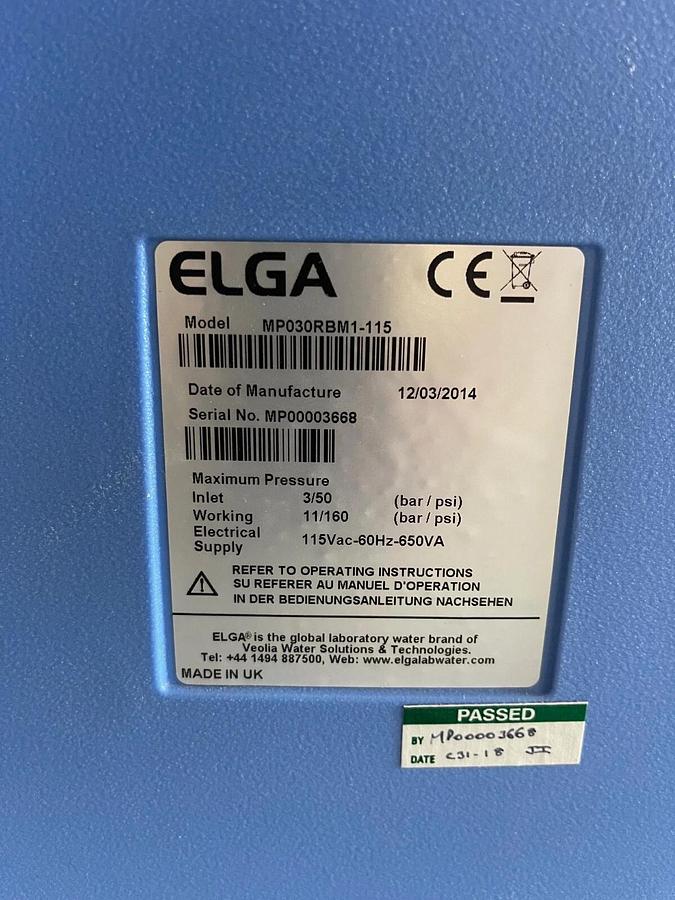 ELGA CE
Model MP030RBM1-115
Date of Manufacture 12/03/2014
Serial No. MP00003668
Maximum Pressure
Inlet 3/50 (bar / psi)
Working 11/160 (bar / psi)
Electrical Supply 115Vac-60Hz-650VA
REFER TO OPERATING INSTRUCTIONS
SU REFERER AU MANUEL D'OPERATION
IN DER BEDIENUNGSANLEITUNG NACHSEHEN
ELGA® is the global laboratory water brand of
Veolia Water Solutions & Technologies.
Tel: +44 1494 887500, Web: www.elgalabwater.com
MADE IN UK
PASSED
BY MP00003668
DATE